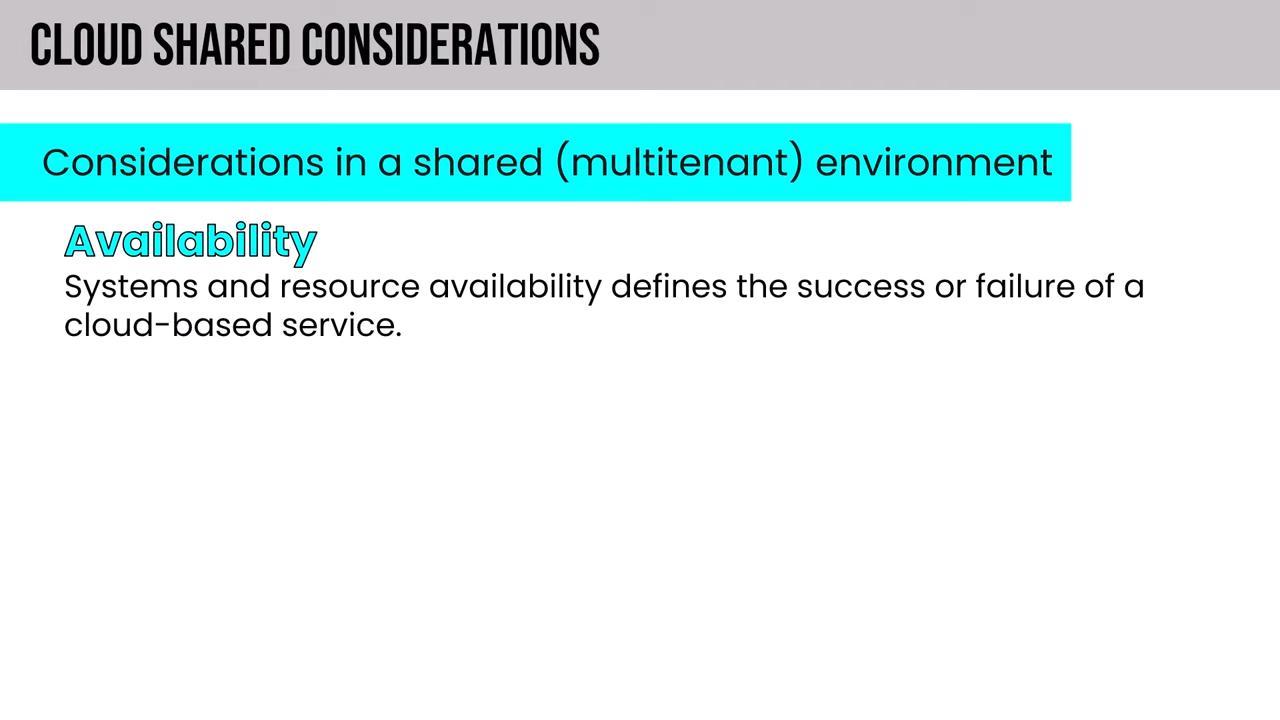 CLOUD SHARED CONSIDERATIONS
Considerations in a shared (multitenant) environment
Availability
Systems and resource availability defines the success or failure of a
cloud-based service.